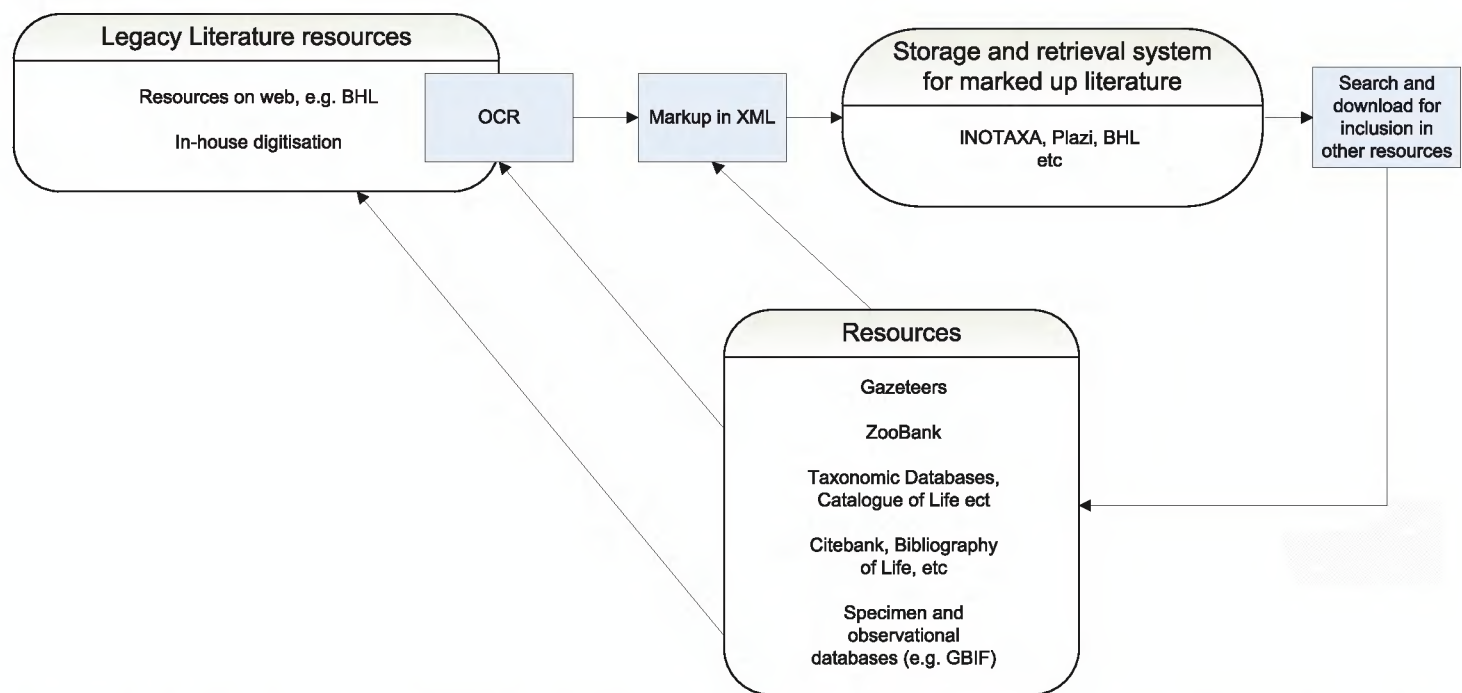 Legacy Literature resources
Resources on web, e.g. BHL
In-house digitisation
OCR
Markup in XML
Storage and retrieval system
for marked up literature
INOTAXA, Plazi, BHL
etc
Search and
download for
inclusion in
other resources
Resources
Gazeteers
ZooBank
Taxonomic Databases,
Catalogue of Life ect
Citebank, Bibliography
of Life, etc
Specimen and
observational
databases (e.g. GBIF)